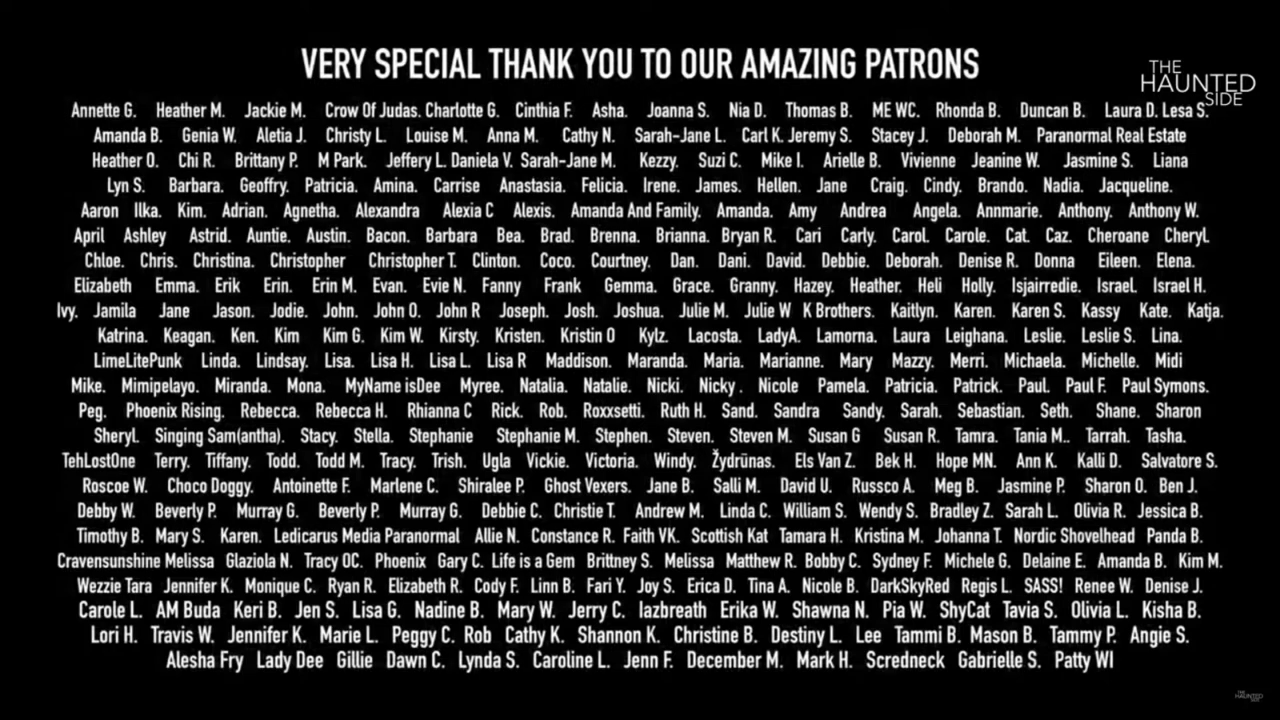 VERY SPECIAL THANK YOU TO OUR AMAZING PATRONS
THE
HAUNTED
SIDE
Annette G. Heather M. Jackie M. Crow Of Judas. Charlotte G. Cinthia F. Asha. Joanna S. Nia D. Thomas B. ME WC. Rhonda B. Duncan B. Laura D. Lesa S.
Amanda B. Genia W. Aletia J. Christy L. Louise M. Anna M. Cathy N. Sarah-Jane L. Carl K. Jeremy S. Stacey J. Deborah M. Paranormal Real Estate
Heather O. Chi R. Brittany P. M Park. Jeffery L. Daniela V. Sarah-Jane M. Kezzy. Suzi C. Mike I. Arielle B. Vivienne Jeanine W. Jasmine S. Liana
Lyn S. Barbara. Geoffry. Patricia. Amina. Carrise Anastasia. Felicia. Irene. James. Hellen. Jane Craig. Cindy. Brando. Nadia. Jacqueline.
Aaron Ilka. Kim. Adrian. Agnetha. Alexandra Alexia C Alexis. Amanda And Family. Amanda. Amy Andrea Angela. Annmarie. Anthony. Anthony W.
April Ashley Astrid. Auntie. Austin. Bacon. Barbara Bea. Brad. Brenna. Brianna. Bryan R. Cari Carly. Carol. Carole. Cat. Caz. Cheroane Cheryl.
Chloe. Chris. Christina. Christopher Christopher T. Clinton. Coco. Courtney. Dan. Dani. David. Debbie. Deborah. Denise R. Donna Eileen. Elena.
Elizabeth Emma. Erik Erin. Erin M. Evan. Evie N. Fanny Frank Gemma. Grace. Granny. Hazey. Heather. Heli Holly. Isjairredie. Israel. Israel H.
Ivy. Jamila Jane Jason. Jodie. John. John O. John R Joseph. Josh. Joshua. Julie M. Julie W K Brothers. Kaitlyn. Karen. Karen S. Kassy Kate. Katja.
Katrina. Keagan. Ken. Kim Kim G. Kim W. Kirsty. Kristen. Kristin O Kylz. Lacosta. LadyA. Lamorna. Laura Leighana. Leslie. Leslie S. Lina.
LimeLitePunk Linda. Lindsay. Lisa. Lisa H. Lisa L. Lisa R Maddison. Maranda. Maria. Marianne. Mary Mazzy. Merri. Michaela. Michelle. Midi
Mike. Mimipelayo. Miranda. Mona. MyName isDee Myree. Natalia. Natalie. Nicki. Nicky . Nicole Pamela. Patricia. Patrick. Paul. Paul F. Paul Symons.
Peg. Phoenix Rising. Rebecca. Rebecca H. Rhianna C Rick. Rob. Roxxsetti. Ruth H. Sand. Sandra Sandy. Sarah. Sebastian. Seth. Shane. Sharon
Sheryl. Singing Sam(antha). Stacy. Stella. Stephanie Stephanie M. Stephen. Steven. Steven M. Susan G Susan R. Tamra. Tania M.. Tarrah. Tasha.
TehLostOne Terry. Tiffany. Todd. Todd M. Tracy. Trish. Ugla Vickie. Victoria. Windy. Žydrūnas. Els Van Z. Bek H. Hope MN. Ann K. Kalli D. Salvatore S.
Roscoe W. Choco Doggy. Antoinette F. Marlene C. Shiralee P. Ghost Vexers. Jane B. Salli M. David U. Russco A. Meg B. Jasmine P. Sharon O. Ben J.
Debby W. Beverly P. Murray G. Beverly P. Murray G. Debbie C. Christie T. Andrew M. Linda C. William S. Wendy S. Bradley Z. Sarah L. Olivia R. Jessica B.
Timothy B. Mary S. Karen. Ledicarus Media Paranormal Allie N. Constance R. Faith VK. Scottish Kat Tamara H. Kristina M. Johanna T. Nordic Shovelhead Panda B.
Cravensunshine Melissa Glaziola N. Tracy OC. Phoenix Gary C. Life is a Gem Brittney S. Melissa Matthew R. Bobby C. Sydney F. Michele G. Delaine E. Amanda B. Kim M.
Wezzie Tara Jennifer K. Monique C. Ryan R. Elizabeth R. Cody F. Linn B. Fari Y. Joy S. Erica D. Tina A. Nicole B. DarkSkyRed Regis L. SASS! Renee W. Denise J.
Carole L. AM Buda Keri B. Jen S. Lisa G. Nadine B. Mary W. Jerry C. Iazbreath Erika W. Shawna N. Pia W. ShyCat Tavia S. Olivia L. Kisha B.
Lori H. Travis W. Jennifer K. Marie L. Peggy C. Rob Cathy K. Shannon K. Christine B. Destiny L. Lee Tammi B. Mason B. Tammy P. Angie S.
Alesha Fry Lady Dee Gillie Dawn C. Lynda S. Caroline L. Jenn F. December M. Mark H. Scredneck Gabrielle S. Patty WI
THE
HAUNTED
SIDE